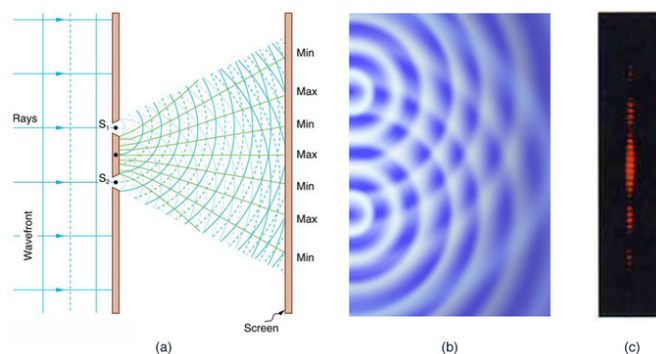 Rays
Wavefront
S1
S2
Min
Max
Min
Max
Min
Max
Min
Screen
(a)
(b)
(c)